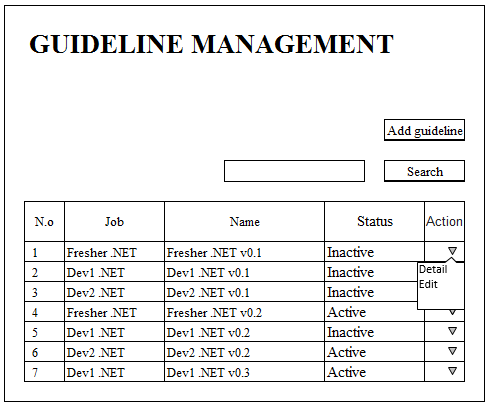 GUIDELINE MANAGEMENT
Add guideline
Search
N.o Job Name Status Action
1 Fresher .NET Fresher .NET v0.1 Inactive
2 Dev1 .NET Dev1 .NET v0.1 Inactive Detail
3 Dev2 .NET Dev2 .NET v0.1 Inactive Edit
4 Fresher .NET Fresher .NET v0.2 Active
5 Dev1 .NET Dev1 .NET v0.2 Inactive
6 Dev2 .NET Dev2 .NET v0.2 Active
7 Dev1 .NET Dev1 .NET v0.3 Active